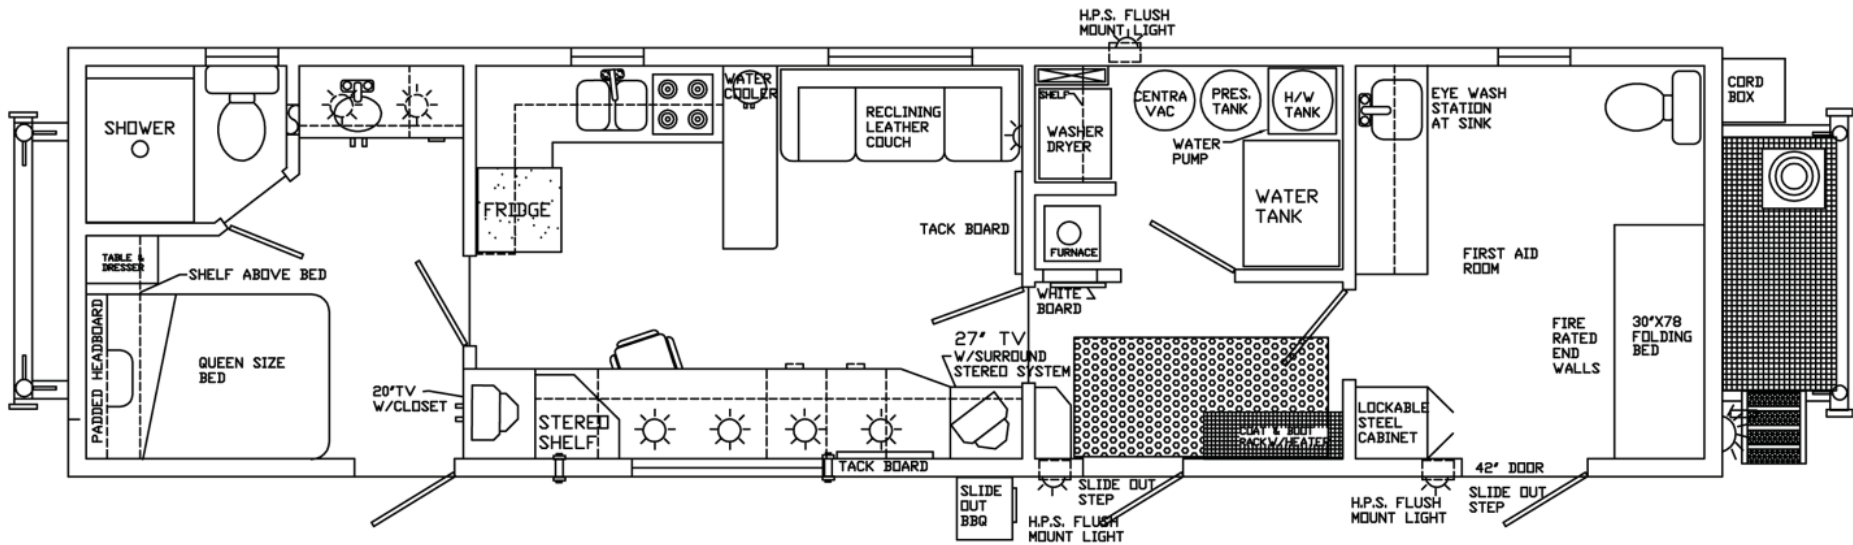 H.P.S. FLUSH
MOUNT LIGHT
SHOWER
WATER
COOLER
RECLINING
LEATHER
COUCH
SHELF
WASHER
DRYER
CENTRA
VAC
PRES.
TANK
H/W
TANK
WATER
PUMP
EYE WASH
STATION
AT SINK
CORD
BOX
FRIDGE
TACK BOARD
WATER
TANK
FURNACE
FIRST AID
ROOM
TABLE &
DRESSER
SHELF ABOVE BED
WHITE
BOARD
PADDED HEADBOARD
QUEEN SIZE
BED
27" TV
W/SURROUND
STEREO SYSTEM
FIRE
RATED
END
WALLS
30"X78
FOLDING
BED
20"TV
W/CLOSET
STEREO
SHELF
COAT & BOOT
RACKW/HEATER
LOCKABLE
STEEL
CABINET
TACK BOARD
SLIDE
OUT
BBQ
SLIDE OUT
STEP
H.P.S. FLUSH
MOUNT LIGHT
H.P.S. FLUSH
MOUNT LIGHT
42" DOOR
SLIDE OUT
STEP